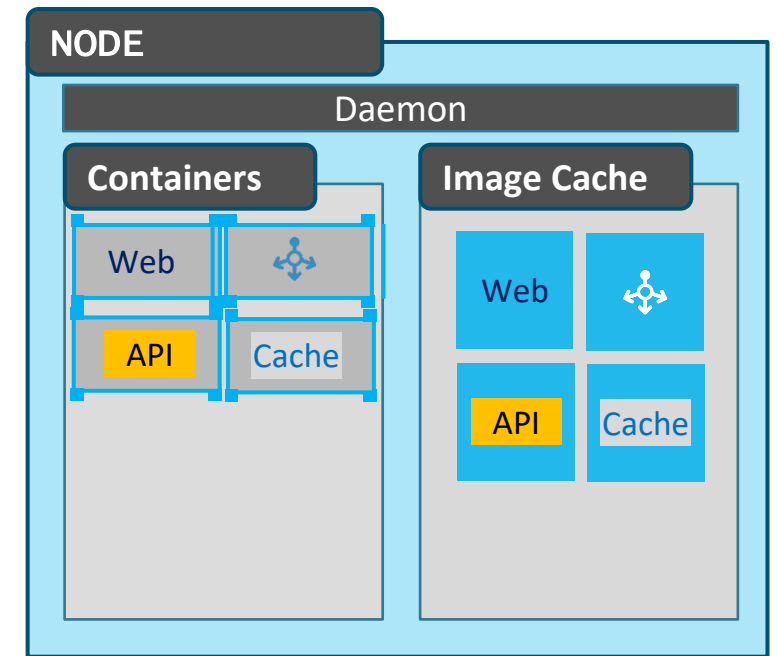 NODE
Daemon
Containers
Web
API
Cache
Image Cache
Web
API
Cache